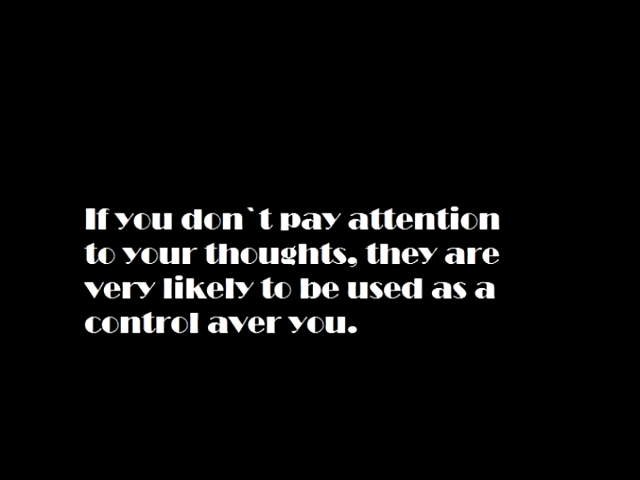 If you don`t pay attention
to your thoughts, they are
very likely to be used as a
control aver you.